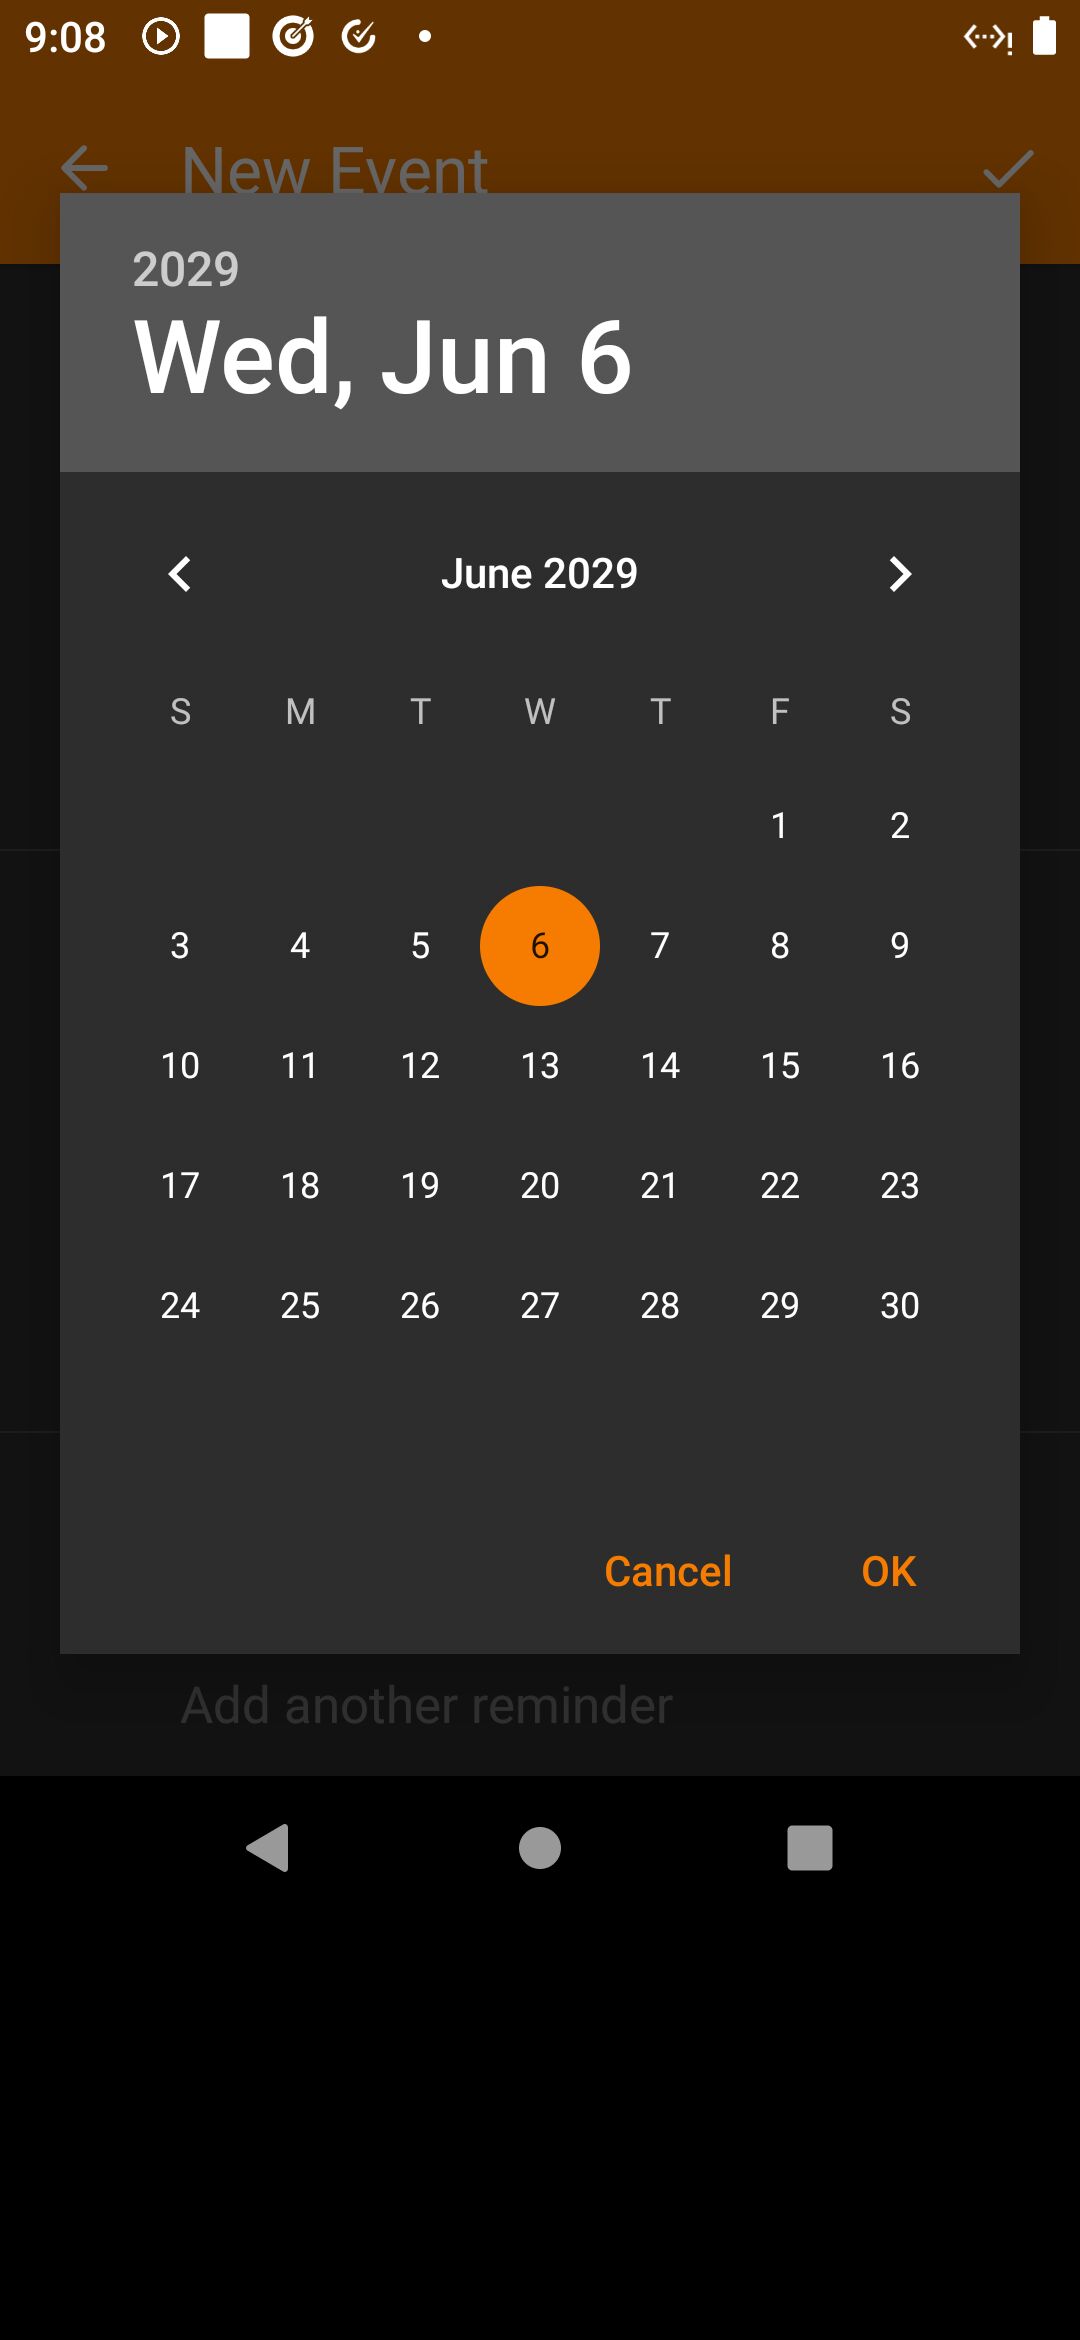 9:08
New Event
2029
Wed, Jun 6
June 2029
S M T W T F S
1 2
3 4 5 6 7 8 9
10 11 12 13 14 15 16
17 18 19 20 21 22 23
24 25 26 27 28 29 30
Cancel OK
Add another reminder